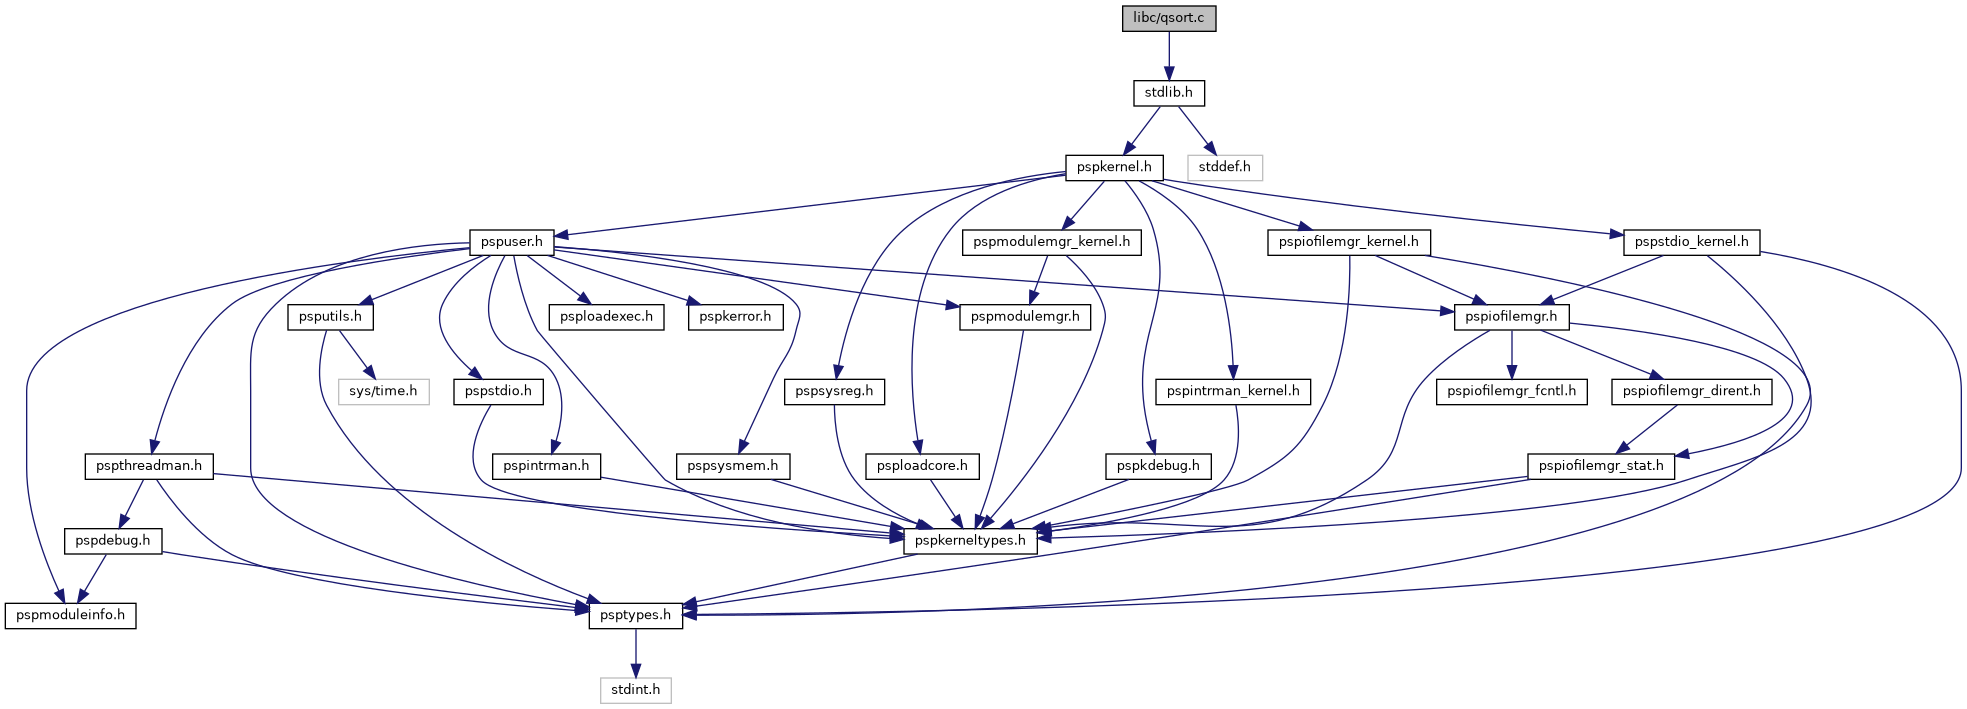 libc/qsort.c
stdlib.h
pspkernel.h
stddef.h
pspuser.h
pspmodulemgr_kernel.h
pspiofilemgr_kernel.h
pspstdio_kernel.h
psputils.h
psploadexec.h
pspkerror.h
pspmodulemgr.h
pspiofilemgr.h
sys/time.h
pspstdio.h
pspsysreg.h
pspintrman_kernel.h
pspiofilemgr_fcntl.h
pspiofilemgr_dirent.h
pspthreadman.h
pspintrman.h
pspsysmem.h
psploadcore.h
pspkdebug.h
pspiofilemgr_stat.h
pspdebug.h
pspkerneltypes.h
pspmoduleinfo.h
psptypes.h
stdint.h